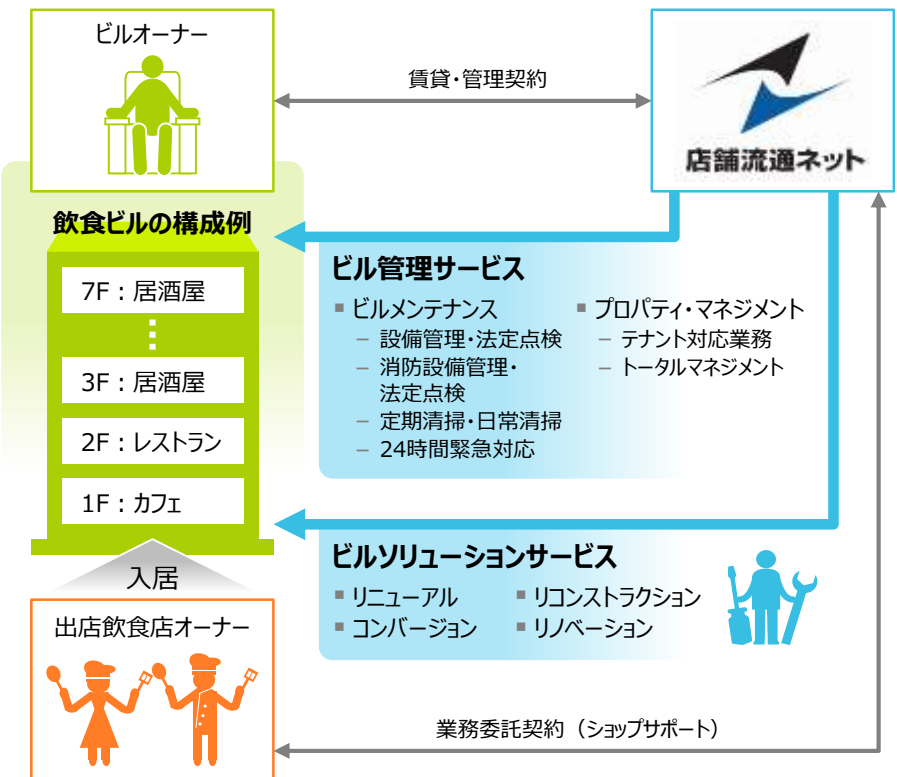 ビルオーナー
賃貸・管理契約
店舗流通ネット
飲食ビルの構成例
7F：居酒屋
3F：居酒屋
2F：レストラン
1F：カフェ
ビル管理サービス
■ ビルメンテナンス
－ 設備管理・法定点検
－ 消防設備管理・
法定点検
－ 定期清掃・日常清掃
－ 24時間緊急対応
■ プロパティ・マネジメント
－ テナント対応業務
－ トータルマネジメント
ビルソリューションサービス
■ リニューアル
■ コンバージョン
■ リコンストラクション
■ リノベーション
入居
出店飲食店オーナー
業務委託契約（ショップサポート）